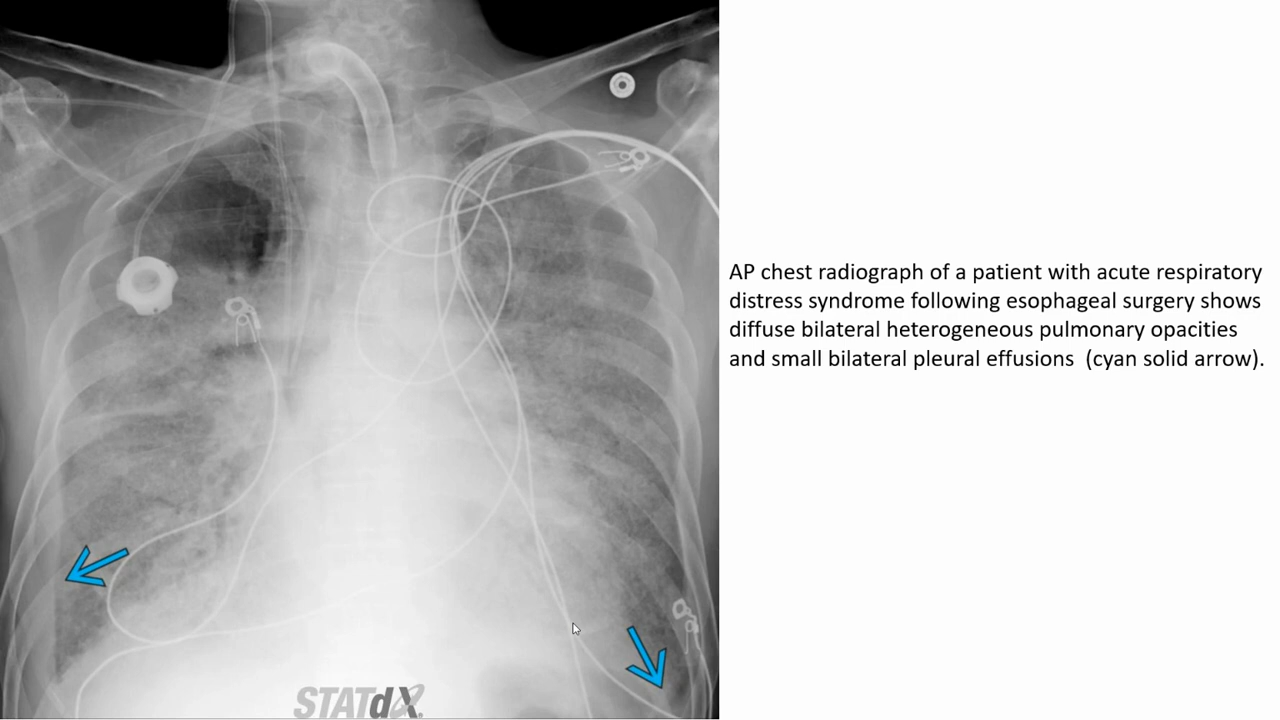 AP chest radiograph of a patient with acute respiratory
distress syndrome following esophageal surgery shows
diffuse bilateral heterogeneous pulmonary opacities
and small bilateral pleural effusions  (cyan solid arrow).
STATdX